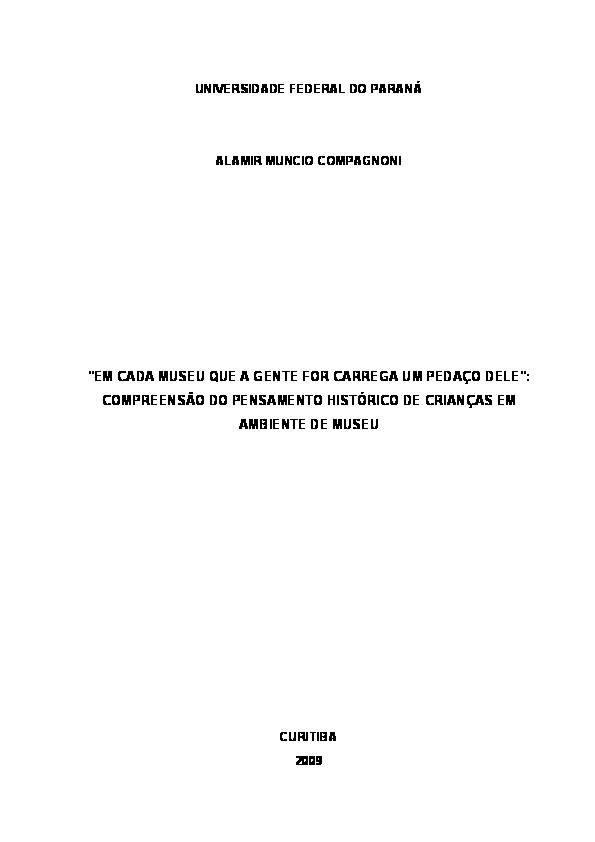 UNIVERSIDADE FEDERAL DO PARANÁ
ALAMIR MUNCIO COMPAGNONI
"EM CADA MUSEU QUE A GENTE FOR CARREGA UM PEDAÇO DELE":
COMPREENSÃO DO PENSAMENTO HISTÓRICO DE CRIANÇAS EM
AMBIENTE DE MUSEU
CURITIBA
2009